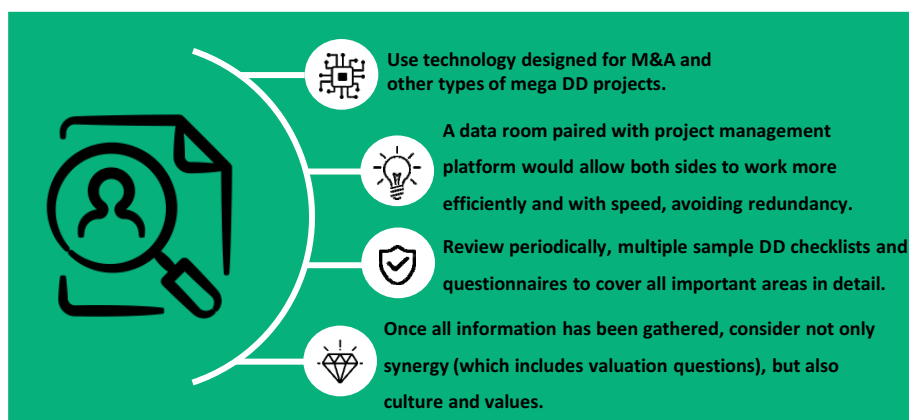 Use technology designed for M&A and
other types of mega DD projects.
A data room paired with project management
platform would allow both sides to work more
efficiently and with speed, avoiding redundancy.
Review periodically, multiple sample DD checklists and
questionnaires to cover all important areas in detail.
Once all information has been gathered, consider not only
synergy (which includes valuation questions), but also
culture and values.